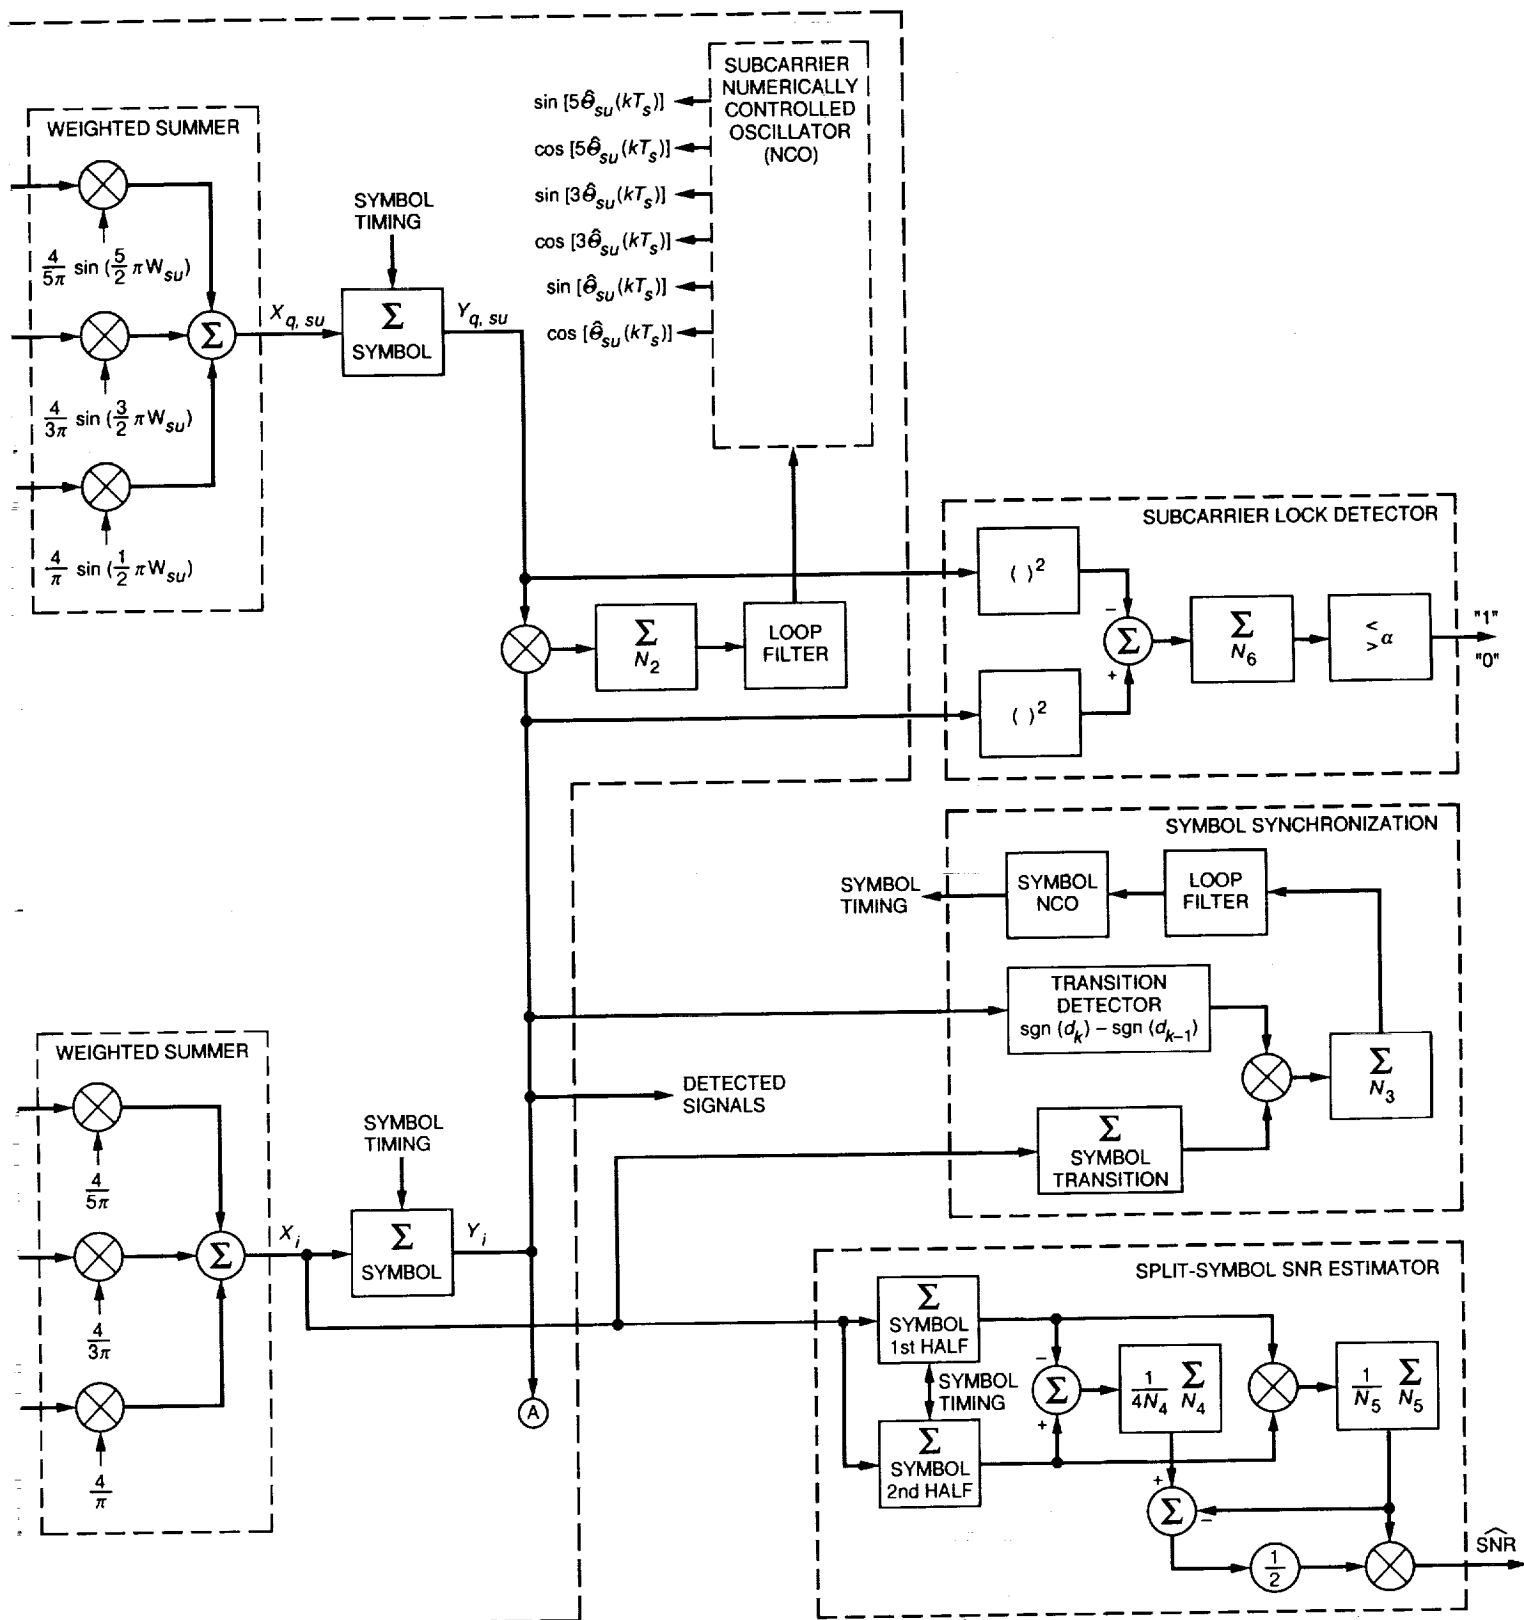 WEIGHTED SUMMER
4/5π sin (5/2 πW_su)
4/3π sin (3/2 πW_su)
4/π sin (1/2 πW_su)
Σ
X_q, su
SYMBOL
TIMING
Σ
SYMBOL
Y_q, su
sin [5θ̂_su(kT_s)]
cos [5θ̂_su(kT_s)]
sin [3θ̂_su(kT_s)]
cos [3θ̂_su(kT_s)]
sin [θ̂_su(kT_s)]
cos [θ̂_su(kT_s)]
SUBCARRIER
NUMERICALLY
CONTROLLED
OSCILLATOR
(NCO)
Σ
N_2
LOOP
FILTER
SUBCARRIER LOCK DETECTOR
( )^2
( )^2
−
Σ
+
Σ
N_6
<
> α
"1"
"0"
SYMBOL SYNCHRONIZATION
SYMBOL
TIMING
SYMBOL
NCO
LOOP
FILTER
TRANSITION
DETECTOR
sgn (d_k) – sgn (d_k–1)
Σ
N_3
Σ
SYMBOL
TRANSITION
DETECTED
SIGNALS
WEIGHTED SUMMER
4/5π
4/3π
4/π
Σ
X_i
SYMBOL
TIMING
Σ
SYMBOL
Y_i
A
SPLIT-SYMBOL SNR ESTIMATOR
Σ
SYMBOL
1st HALF
SYMBOL
TIMING
Σ
SYMBOL
2nd HALF
−
Σ
+
1/4N_4 Σ N_4
1/N_5 Σ N_5
+
Σ
−
1/2
SNR̂